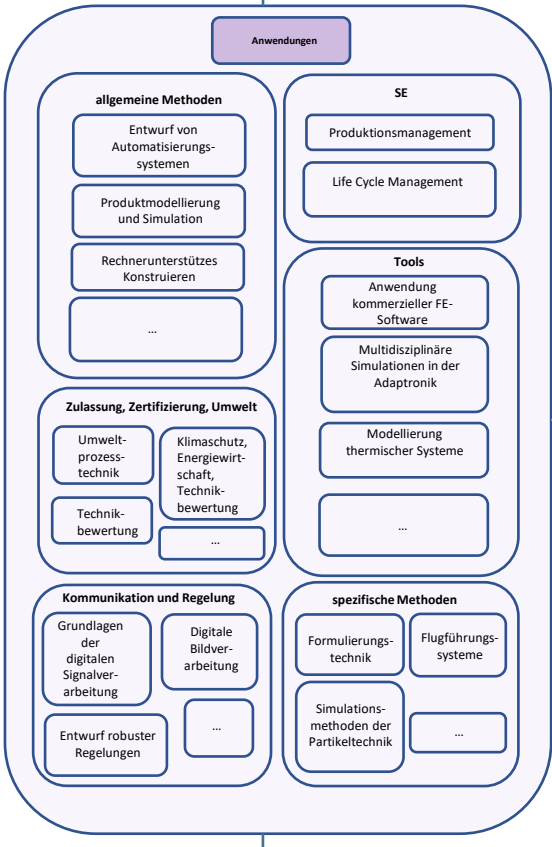 Anwendungen
allgemeine Methoden
Entwurf von
Automatisierungs-
systemen
Produktmodellierung
und Simulation
Rechnerunterstützes
Konstruieren
...
SE
Produktionsmanagement
Life Cycle Management
Tools
Anwendung
kommerzieller FE-
Software
Multidisziplinäre
Simulationen in der
Adaptronik
Modellierung
thermischer Systeme
...
Zulassung, Zertifizierung, Umwelt
Umwelt-
prozess-
technik
Klimaschutz,
Energiewirt-
schaft,
Technik-
bewertung
Technik-
bewertung
...
Kommunikation und Regelung
Grundlagen
der
digitalen
Signalver-
arbeitung
Digitale
Bildver-
arbeitung
Entwurf robuster
Regelungen
...
spezifische Methoden
Formulierungs-
technik
Flugführungs-
systeme
Simulations-
methoden der
Partikeltechnik
...